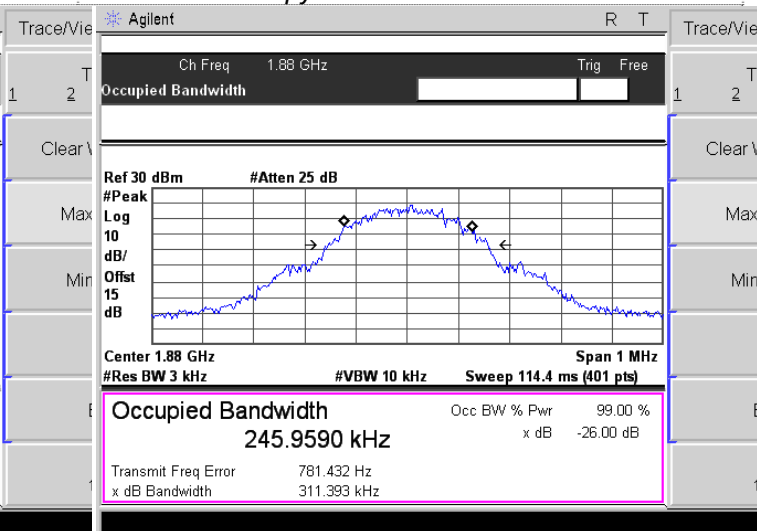 Trace/Vie
Agilent
R T
Trace/Vie
Ch Freq 1.88 GHz Trig Free
Occupied Bandwidth
T
1 2
T
1 2
Clear
Clear
Max
Max
Min
Min
Ref 30 dBm #Atten 25 dB
#Peak
Log
10
dB/
Offst
15
dB
Center 1.88 GHz Span 1 MHz
#Res BW 3 kHz #VBW 10 kHz Sweep 114.4 ms (401 pts)
Occupied Bandwidth Occ BW % Pwr 99.00 %
245.9590 kHz x dB -26.00 dB
Transmit Freq Error 781.432 Hz
x dB Bandwidth 311.393 kHz